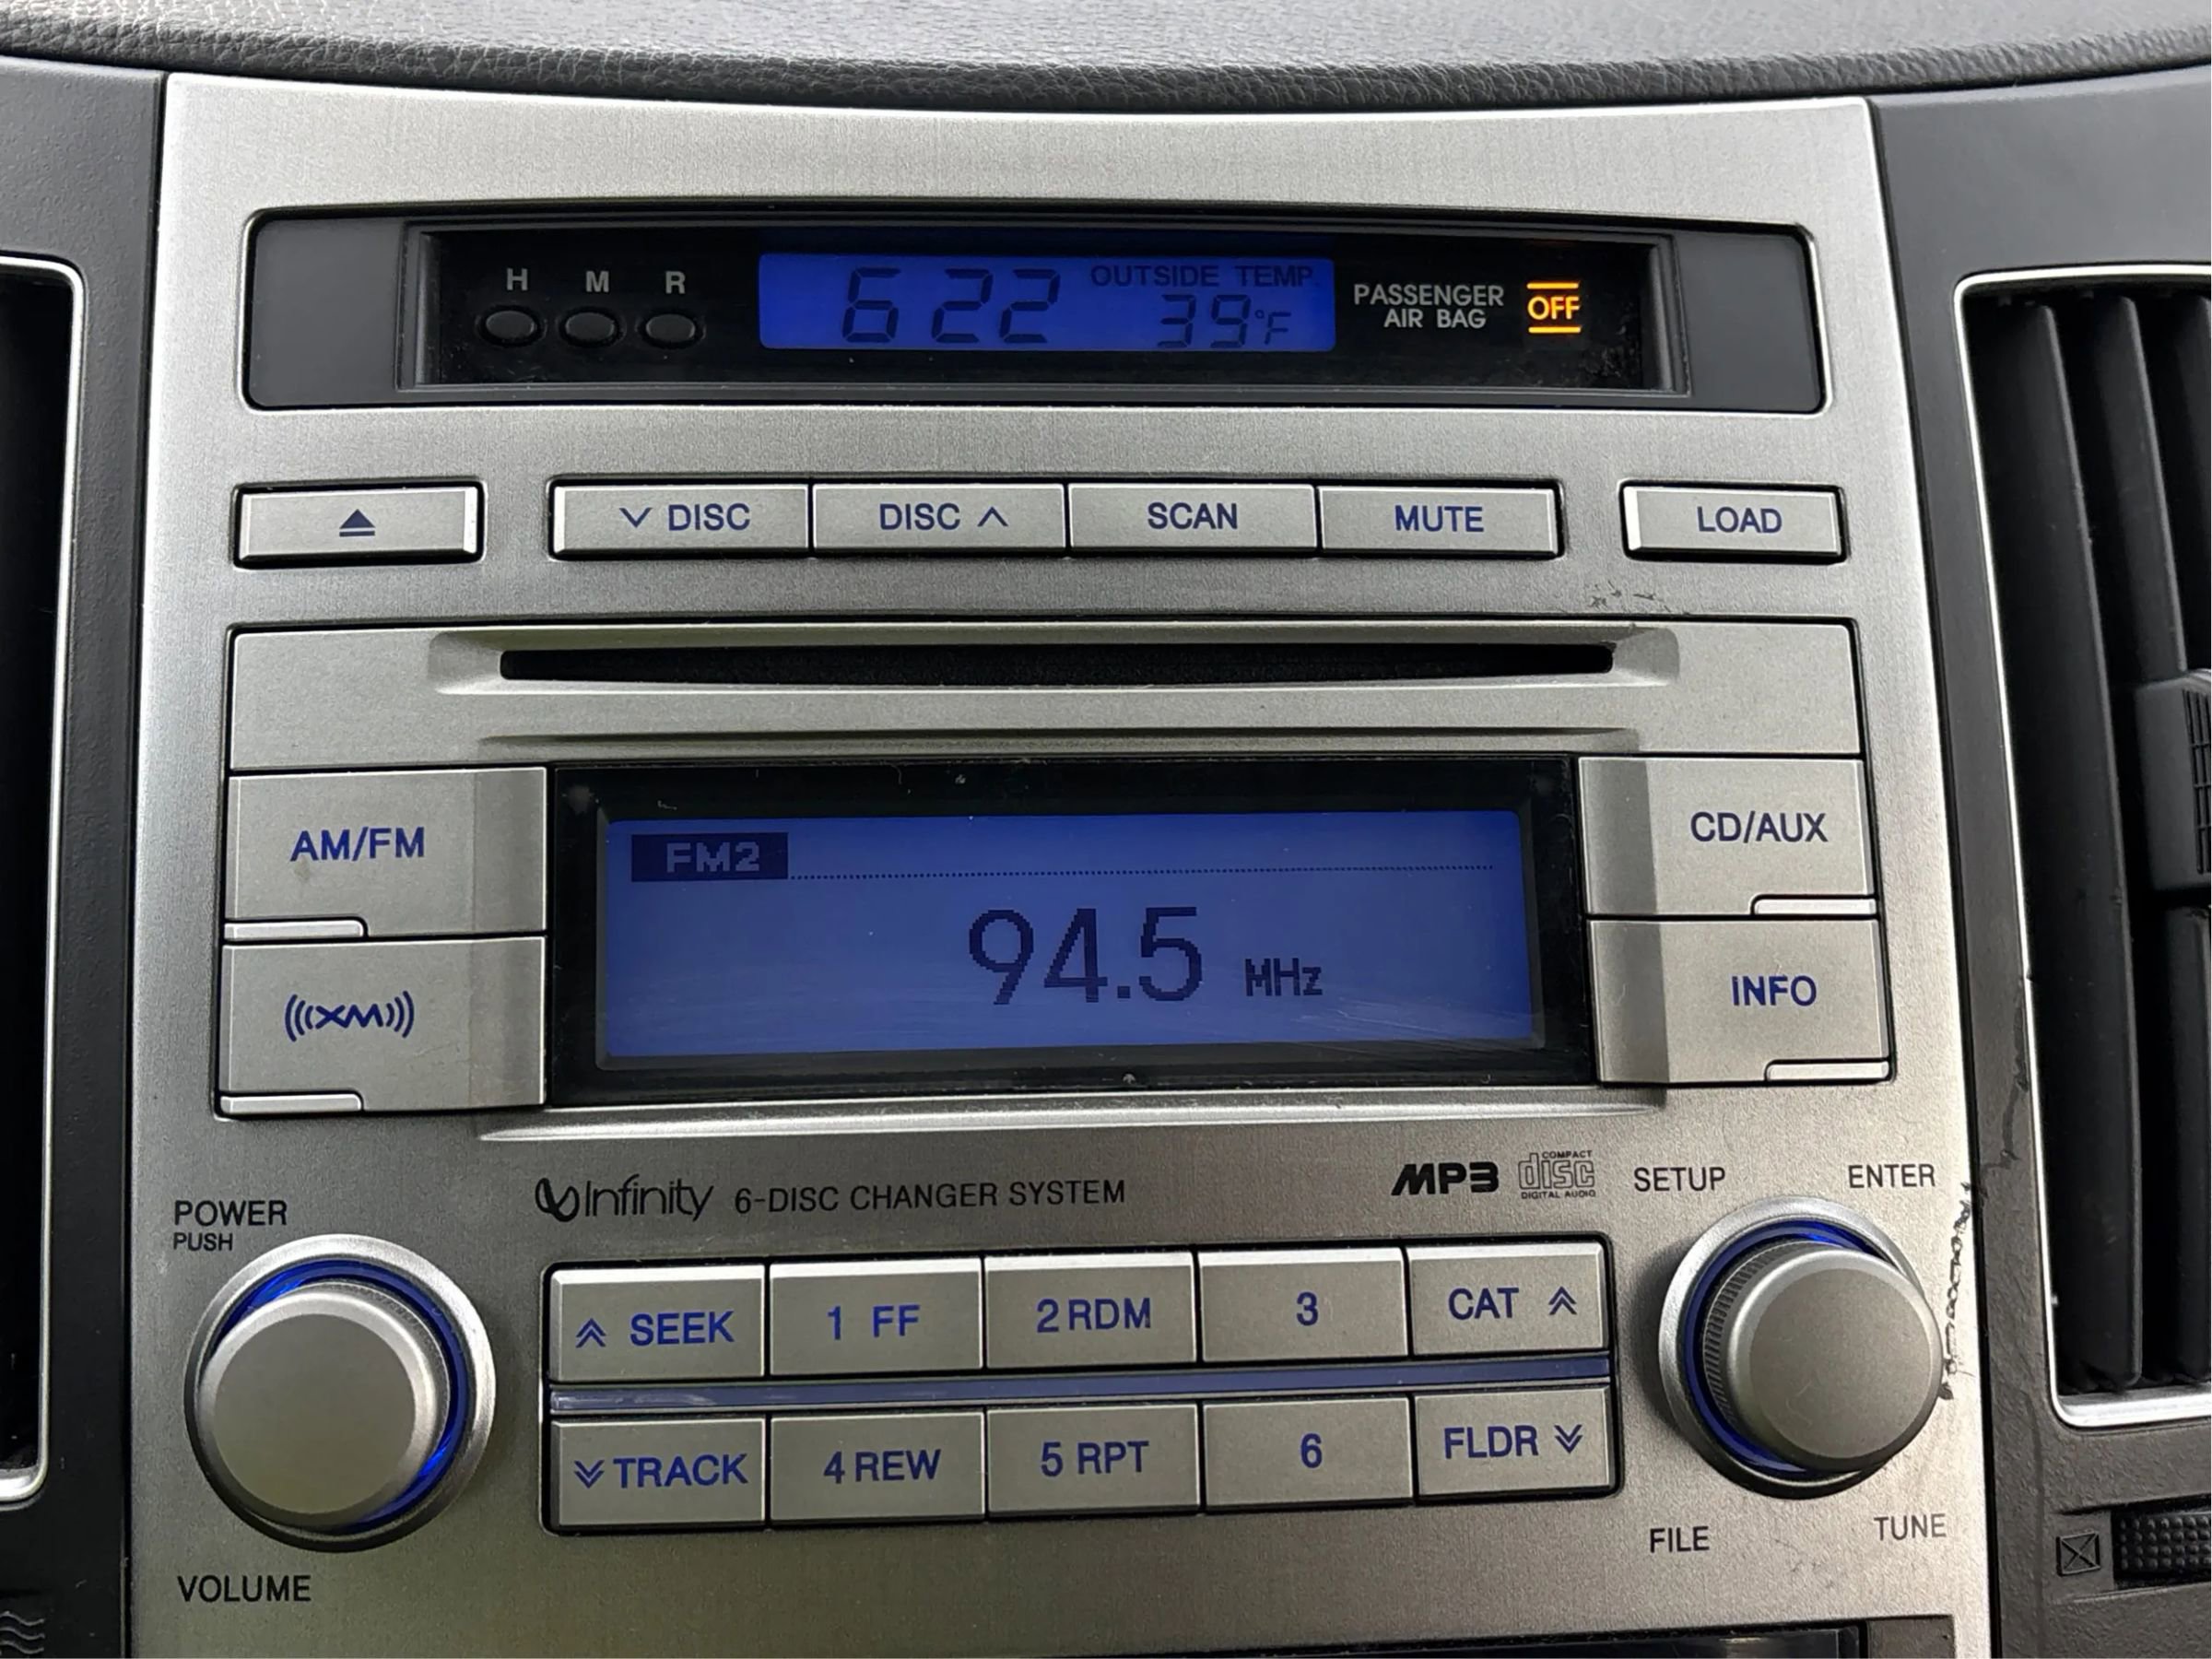 H M R
622
OUTSIDE TEMP
39°F
PASSENGER
AIR BAG
OFF
DISC
DISC
SCAN
MUTE
LOAD
AM/FM
FM2
CD/AUX
94.5 MHz
INFO
((((XM))))
Infinity 6-DISC CHANGER SYSTEM
MP3
COMPACT
disc
DIGITAL AUDIO
SETUP
ENTER
POWER
PUSH
SEEK
1 FF
2 RDM
3
CAT
TRACK
4 REW
5 RPT
6
FLDR
FILE
TUNE
VOLUME